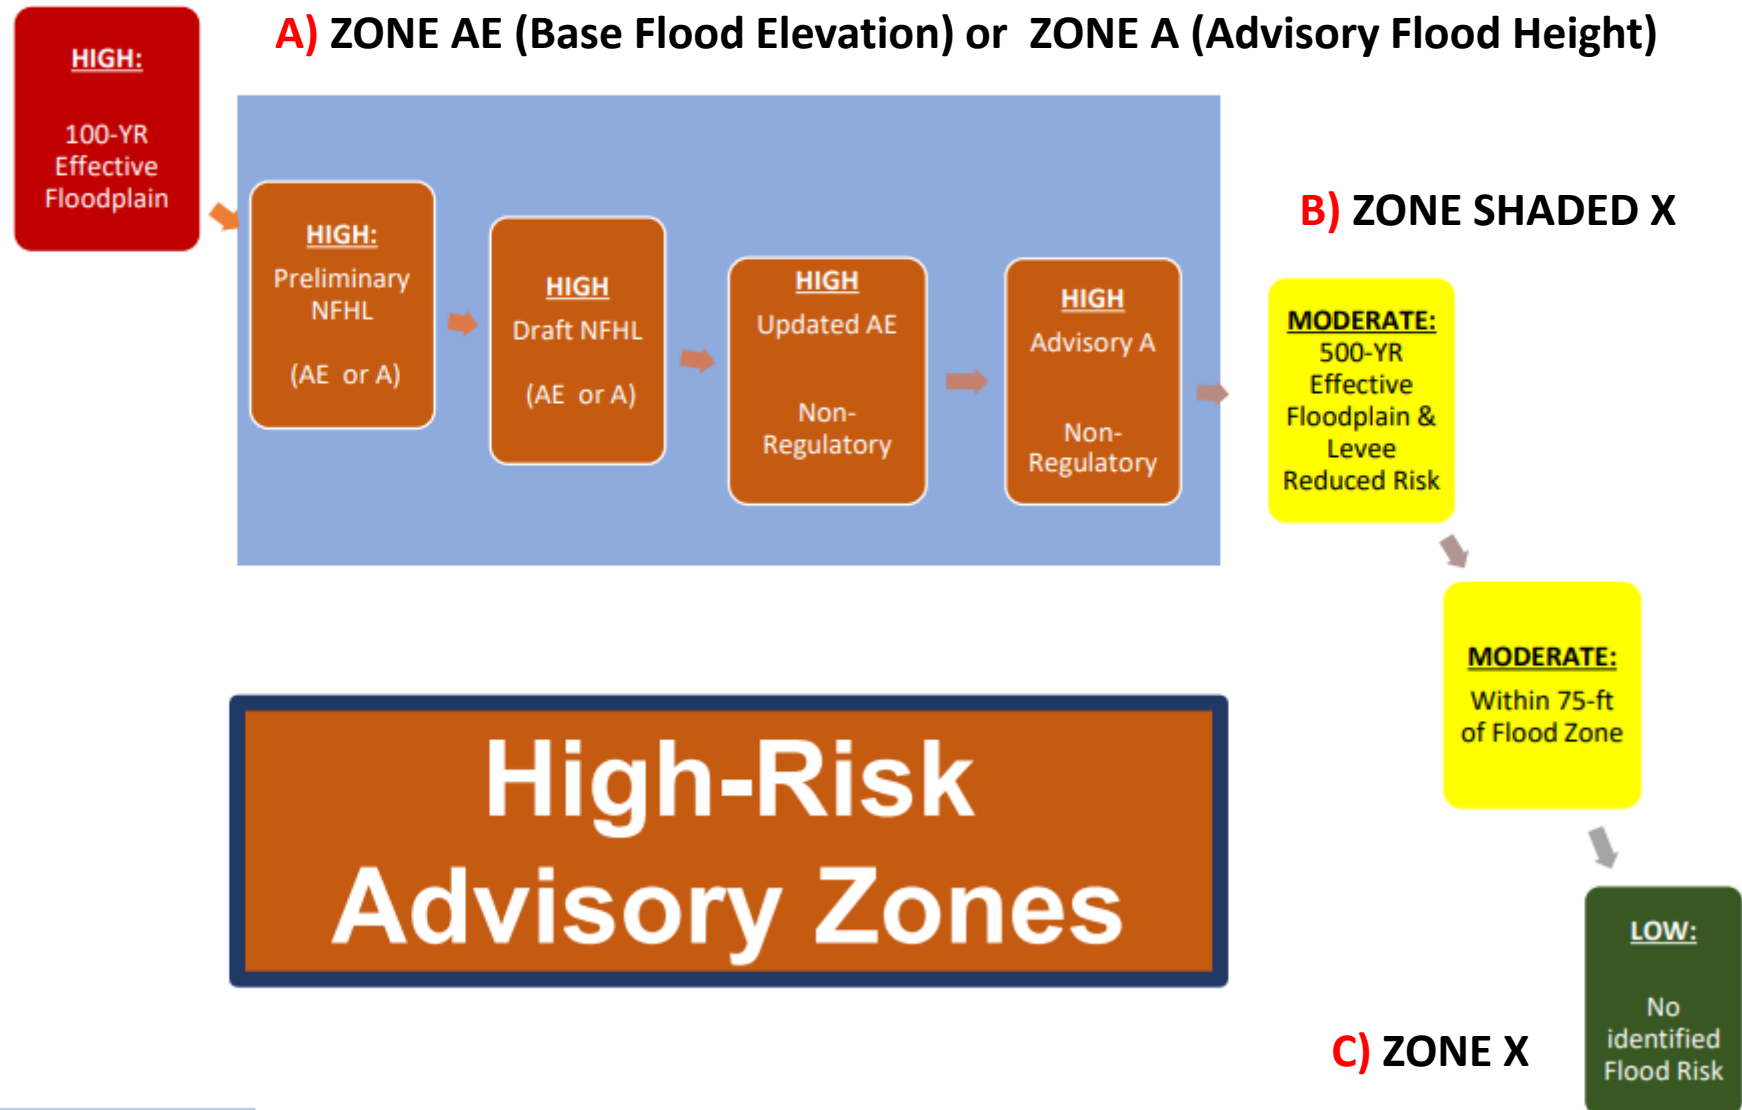 A) ZONE AE (Base Flood Elevation) or ZONE A (Advisory Flood Height)
HIGH:
100-YR
Effective
Floodplain
HIGH:
Preliminary
NFHL
(AE or A)
HIGH
Draft NFHL
(AE or A)
HIGH
Updated AE
Non-
Regulatory
HIGH
Advisory A
Non-
Regulatory
B) ZONE SHADED X
MODERATE:
500-YR
Effective
Floodplain &
Levee
Reduced Risk
MODERATE:
Within 75-ft
of Flood Zone
High-Risk
Advisory Zones
C) ZONE X
LOW:
No
identified
Flood Risk